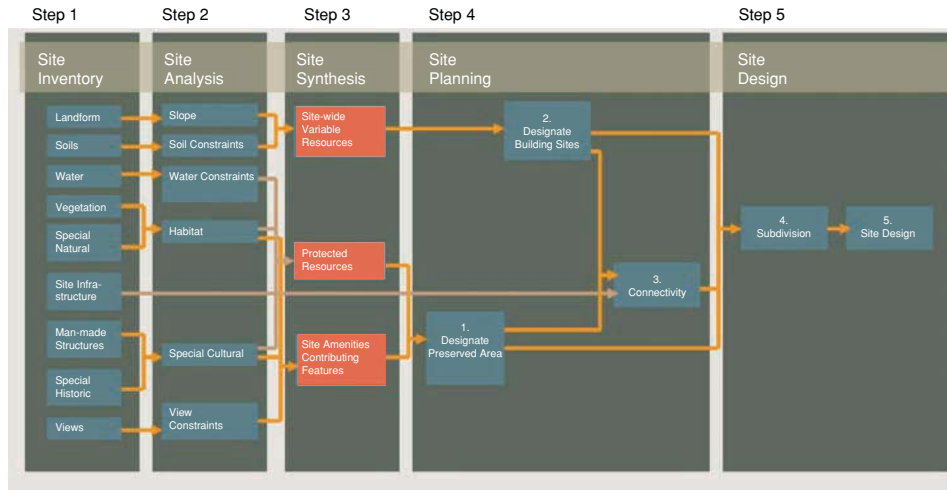 Step 1
Step 2
Step 3
Step 4
Step 5
Site
Inventory
Site
Analysis
Site
Synthesis
Site
Planning
Site
Design
Landform
Soils
Water
Vegetation
Special
Natural
Site Infra-
structure
Man-made
Structures
Special
Historic
Views
Slope
Soil Constraints
Water Constraints
Habitat
Special Cultural
View
Constraints
Site-wide
Variable
Resources
Protected
Resources
Site Amenities
Contributing
Features
2.
Designate
Building Sites
3.
Connectivity
1.
Designate
Preserved Area
4.
Subdivision
5.
Site Design